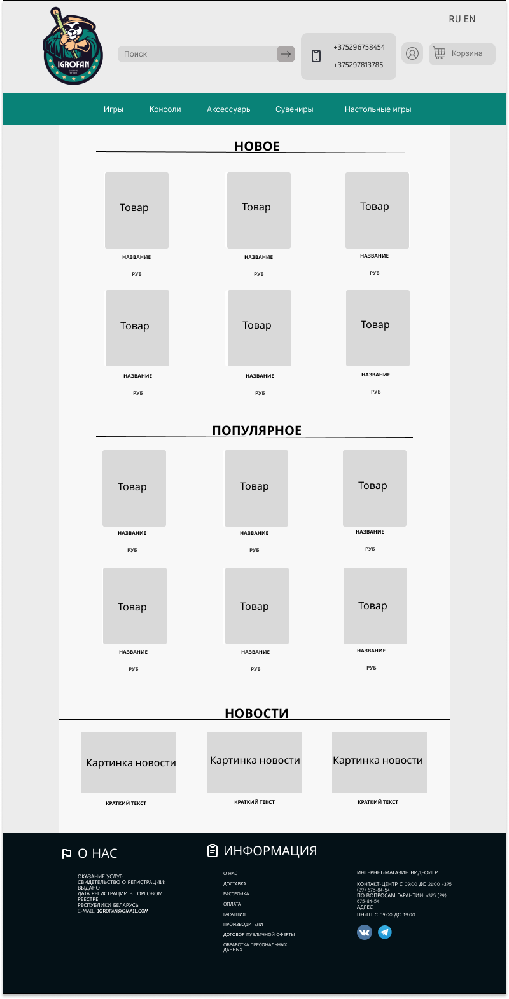 RU EN
IGROFAN
Поиск
+375296758454
+375297813785
Корзина
Игры Консоли Аксессуары Сувениры Настольные игры
НОВОЕ
Товар Товар Товар
НАЗВАНИЕ НАЗВАНИЕ НАЗВАНИЕ
РУБ РУБ РУБ
Товар Товар Товар
НАЗВАНИЕ НАЗВАНИЕ НАЗВАНИЕ
РУБ РУБ РУБ
ПОПУЛЯРНОЕ
Товар Товар Товар
НАЗВАНИЕ НАЗВАНИЕ НАЗВАНИЕ
РУБ РУБ РУБ
Товар Товар Товар
НАЗВАНИЕ НАЗВАНИЕ НАЗВАНИЕ
РУБ РУБ РУБ
НОВОСТИ
Картинка новости Картинка новости Картинка новости
КРАТКИЙ ТЕКСТ КРАТКИЙ ТЕКСТ КРАТКИЙ ТЕКСТ
О НАС
ОКАЗАНИЕ УСЛУГ:
СВИДЕТЕЛЬСТВО О РЕГИСТРАЦИИ:
ВЫДАНО
ДАТА РЕГИСТРАЦИИ В ТОРГОВОМ
РЕЕСТРЕ
РЕСПУБЛИКИ БЕЛАРУСЬ:
E-MAIL: IGROFAN@GMAIL.COM
ИНФОРМАЦИЯ
О НАС
ДОСТАВКА
РАССРОЧКА
ОПЛАТА
ГАРАНТИЯ
ПРОИЗВОДИТЕЛИ
ДОГОВОР ПУБЛИЧНОЙ ОФЕРТЫ
ОБРАБОТКА ПЕРСОНАЛЬНЫХ
ДАННЫХ
ИНТЕРНЕТ-МАГАЗИН ВИДЕОИГР
КОНТАКТ-ЦЕНТР С 09:00 ДО 21:00 +375
(29) 675-84-54
ПО ВОПРОСАМ ГАРАНТИИ: +375 (29)
675-84-54
АДРЕС,
ПН-ПТ С 09:00 ДО 19:00